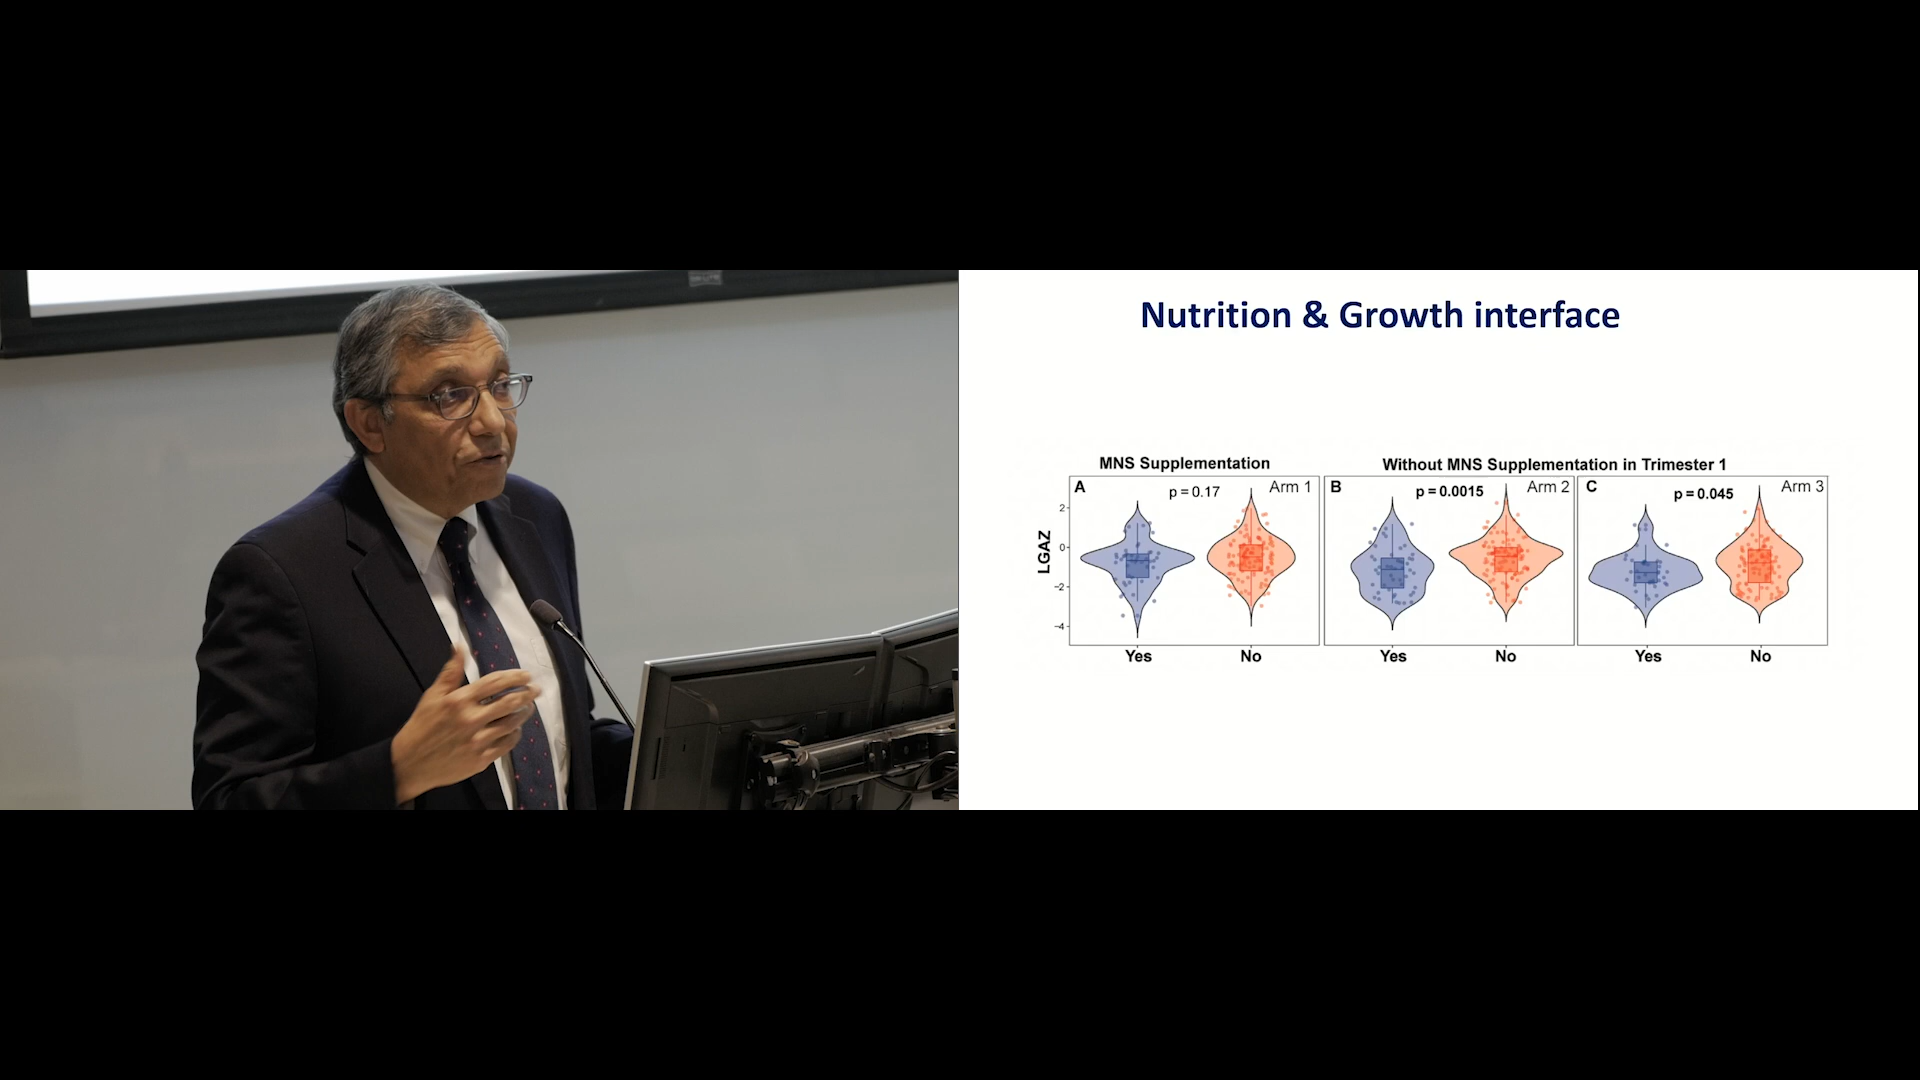 Nutrition & Growth interface
MNS Supplementation
Without MNS Supplementation in Trimester 1
A
p = 0.17
Arm 1
B
p = 0.0015
Arm 2
C
p = 0.045
Arm 3
LGAZ
2
0
−2
−4
Yes
No
Yes
No
Yes
No